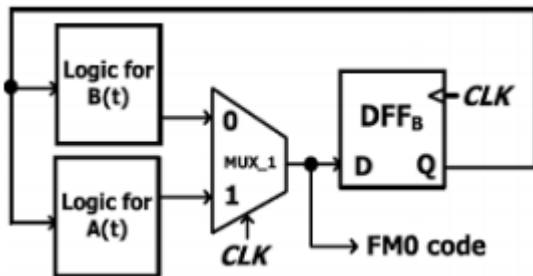 Logic for
B(t)
Logic for
A(t)
0
MUX_1
1
CLK
CLK
DFFB
D Q
FM0 code